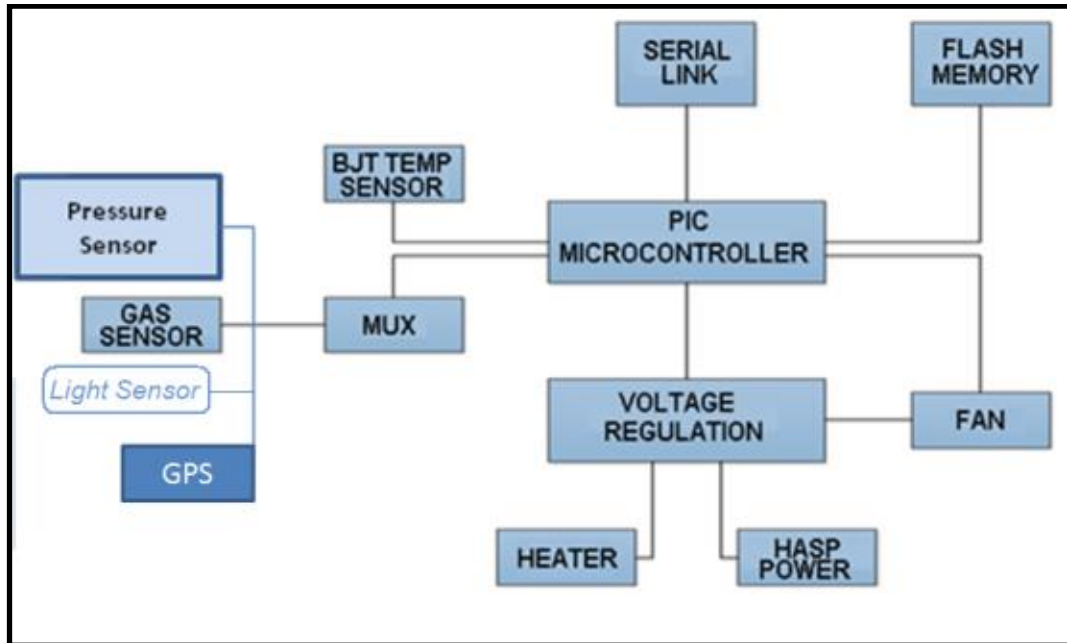 SERIAL
LINK
FLASH
MEMORY
BJT TEMP
SENSOR
Pressure
Sensor
PIC
MICROCONTROLLER
GAS
SENSOR
MUX
Light Sensor
VOLTAGE
REGULATION
FAN
GPS
HEATER
HASP
POWER